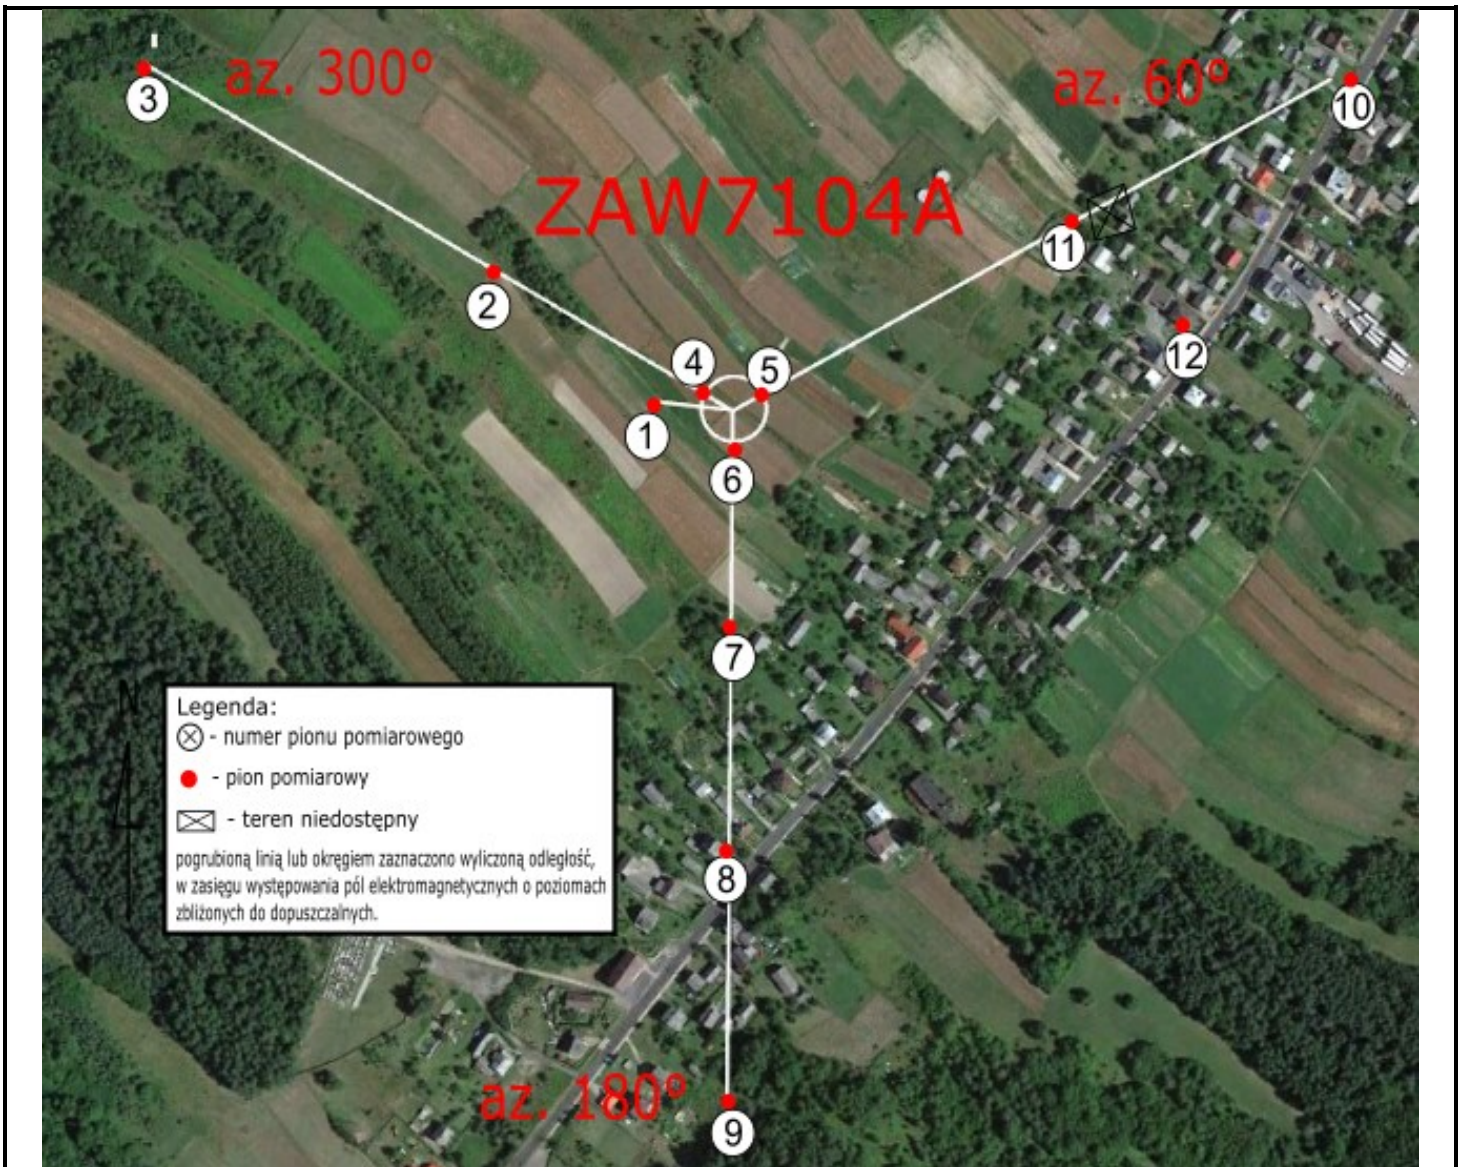 az. 300°
az. 60°
3
10
ZAW7104A
11
2
12
4
5
1
6
7
N
Legenda:
- numer pionu pomiarowego
- pion pomiarowy
- teren niedostępny
pogrubioną linią lub okręgiem zaznaczono wyliczoną odległość,
w zasięgu występowania pól elektromagnetycznych o poziomach
zbliżonych do dopuszczalnych.
8
az. 180°
9